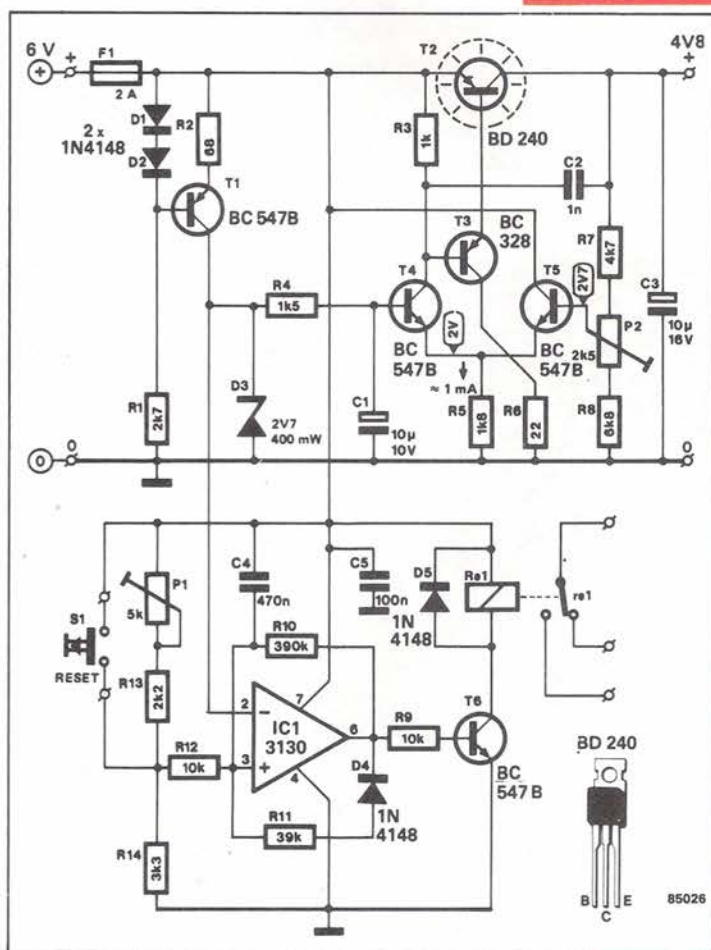 6 V
+
+
F1
2 A
D1
D2
2 x
1N4148
R2
68
T1
BC 547B
R3
1k
T2
BD 240
4V8
+
C2
1n
T3
BC
328
R4
1k5
T4
BC
547B
2V
≈ 1 mA
T5
BC
547B
2V7
R7
4k7
P2
2k5
C3
10µ
16V
R1
2k7
D3
2V7
400 mW
C1
10µ
10V
R5
1k8
R6
22
R8
6k8
0
0
0
S1
RESET
P1
5k
R13
2k2
R12
10k
R14
3k3
C4
470n
R10
390k
C5
100n
D5
1N
4148
Re1
re1
2
−
3
+
7
4
6
IC1
3130
R9
10k
D4
1N
4148
R11
39k
T6
BC
547B
BD 240
B
C
E
85026